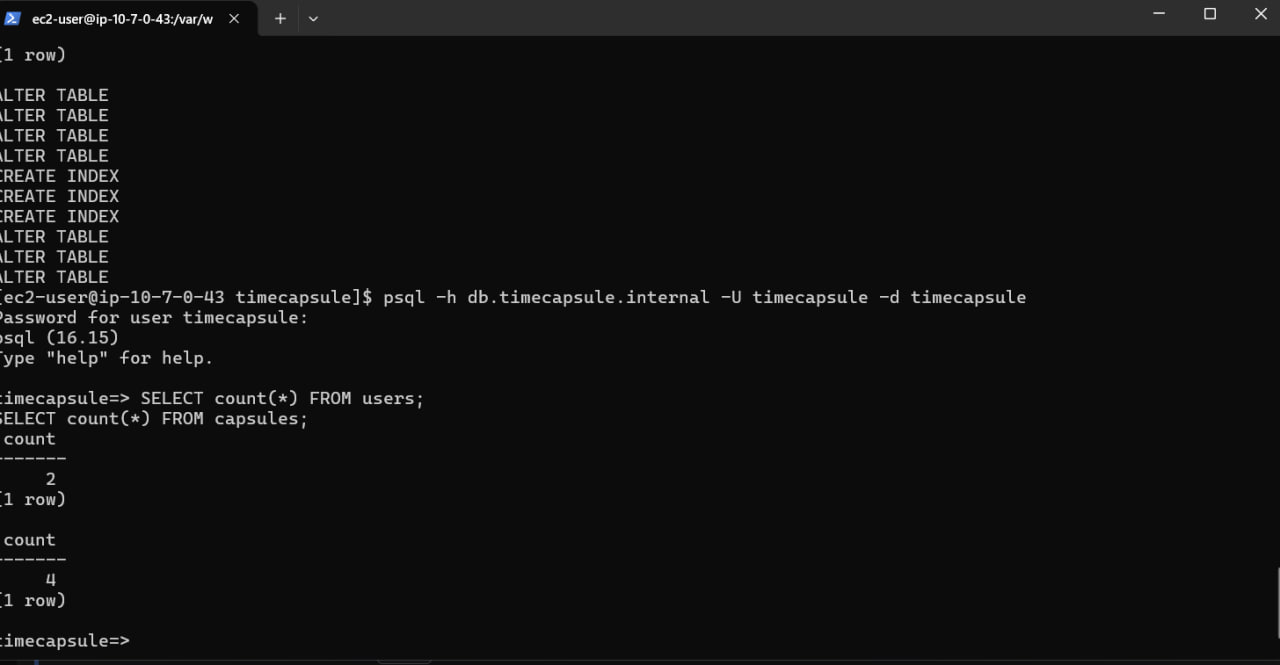 ec2-user@ip-10-7-0-43:/var/w
(1 row)
ALTER TABLE
ALTER TABLE
ALTER TABLE
ALTER TABLE
CREATE INDEX
CREATE INDEX
CREATE INDEX
ALTER TABLE
ALTER TABLE
ALTER TABLE
[ec2-user@ip-10-7-0-43 timecapsule]$ psql -h db.timecapsule.internal -U timecapsule -d timecapsule
Password for user timecapsule:
psql (16.15)
Type "help" for help.
timecapsule=> SELECT count(*) FROM users;
SELECT count(*) FROM capsules;
count
-------
2
(1 row)
count
-------
4
(1 row)
timecapsule=>